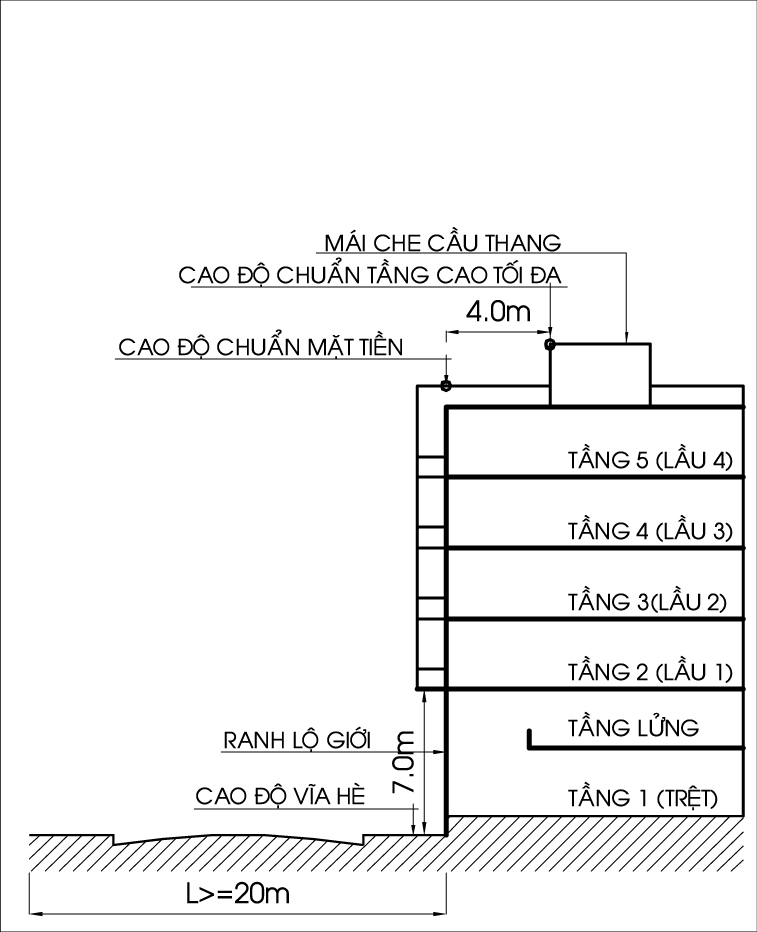 MÁI CHE CẦU THANG
CAO ĐỘ CHUẨN TẦNG CAO TỐI ĐA
4.0m
CAO ĐỘ CHUẨN MẶT TIỀN
TẦNG 5 (LẦU 4)
TẦNG 4 (LẦU 3)
TẦNG 3(LẦU 2)
TẦNG 2 (LẦU 1)
TẦNG LỬNG
RANH LỘ GIỚI
7.0m
CAO ĐỘ VĨA HÈ
TẦNG 1 (TRỆT)
L>=20m